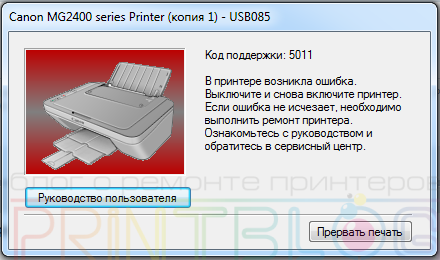 Canon MG2400 series Printer (копия 1) - USB085
Код поддержки: 5011
В принтере возникла ошибка.
Выключите и снова включите принтер.
Если ошибка не исчезает, необходимо
выполнить ремонт принтера.
Ознакомьтесь с руководством и
обратитесь в сервисный центр.
Блог о ремонте принтеров
Руководство пользователя
PRINTBLOG
Прервать печать